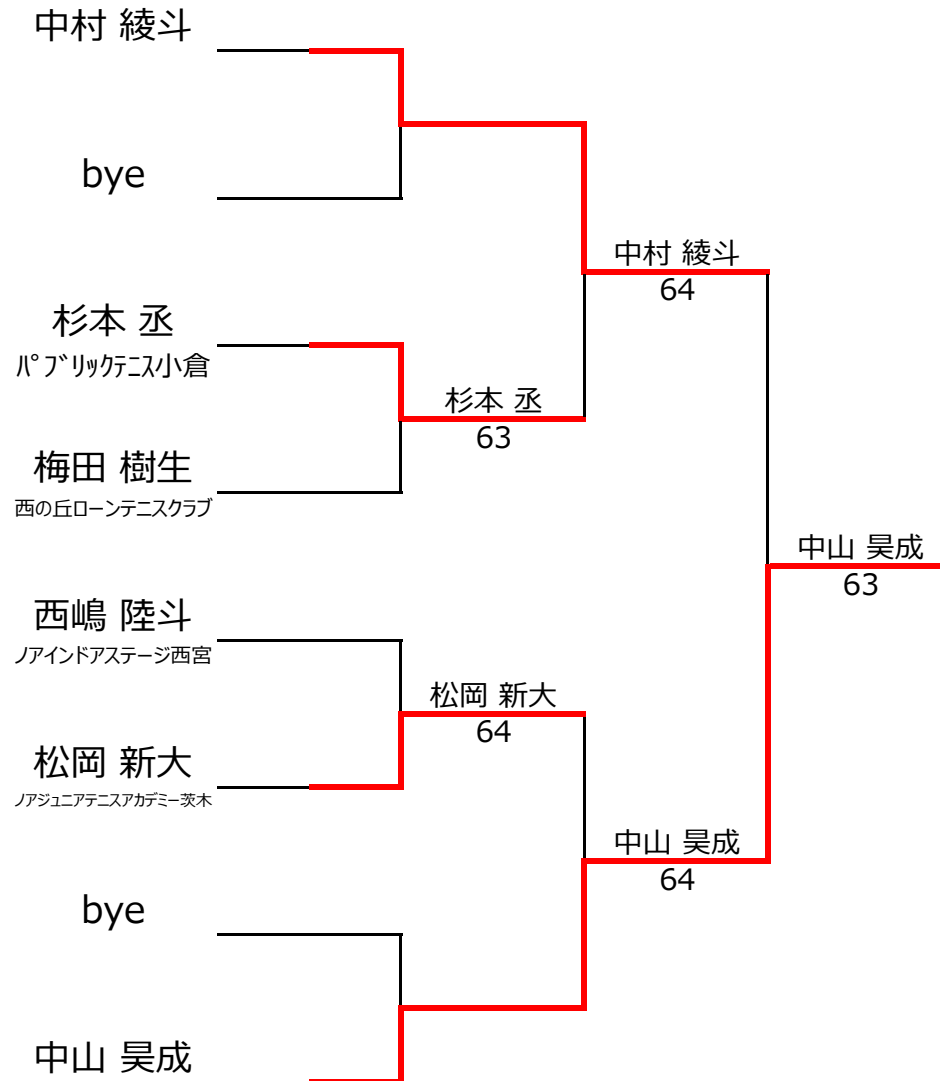 中村 綾斗
bye
中村 綾斗
64
杉本 丞
パブリックテニス小倉
杉本 丞
63
梅田 樹生
西の丘ローンテニスクラブ
中山 昊成
63
西嶋 陸斗
ノアインドアステージ西宮
松岡 新大
64
松岡 新大
ノアジュニアテニスアカデミー茨木
中山 昊成
64
bye
中山 昊成